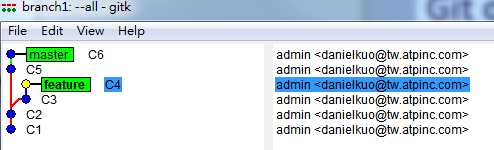 branch1: --all - gitk
File Edit View Help
master C6 admin <danielkuo@tw.atpinc.com>
C5 admin <danielkuo@tw.atpinc.com>
feature C4 admin <danielkuo@tw.atpinc.com>
C3 admin <danielkuo@tw.atpinc.com>
C2 admin <danielkuo@tw.atpinc.com>
C1 admin <danielkuo@tw.atpinc.com>